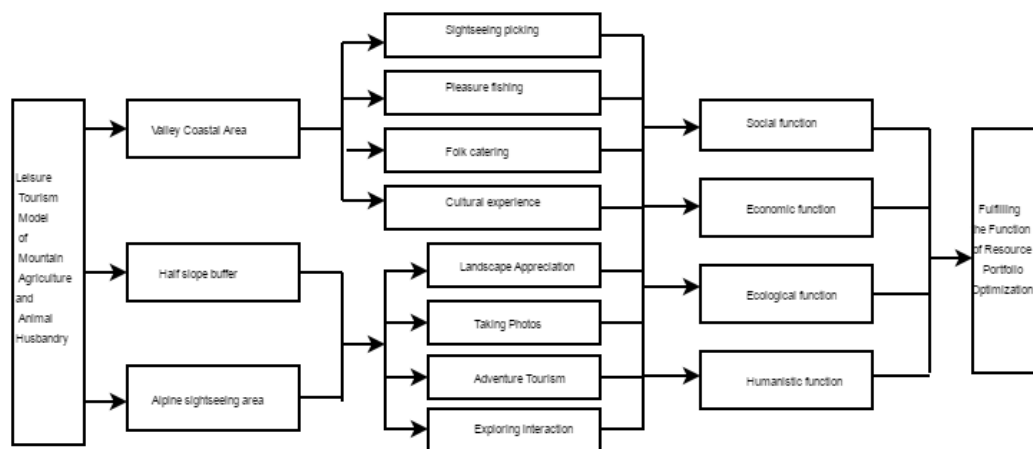 Leisure
Tourism
Model
of
Mountain
Agriculture
and
Animal
Husbandry
Valley Coastal Area
Half slope buffer
Alpine sightseeing area
Sightseeing picking
Pleasure fishing
Folk catering
Cultural experience
Landscape Appreciation
Taking Photos
Adventure Tourism
Exploring Interaction
Social function
Economic function
Ecological function
Humanistic function
Fulfilling
he Function
of Resource
Portfolio
Optimization